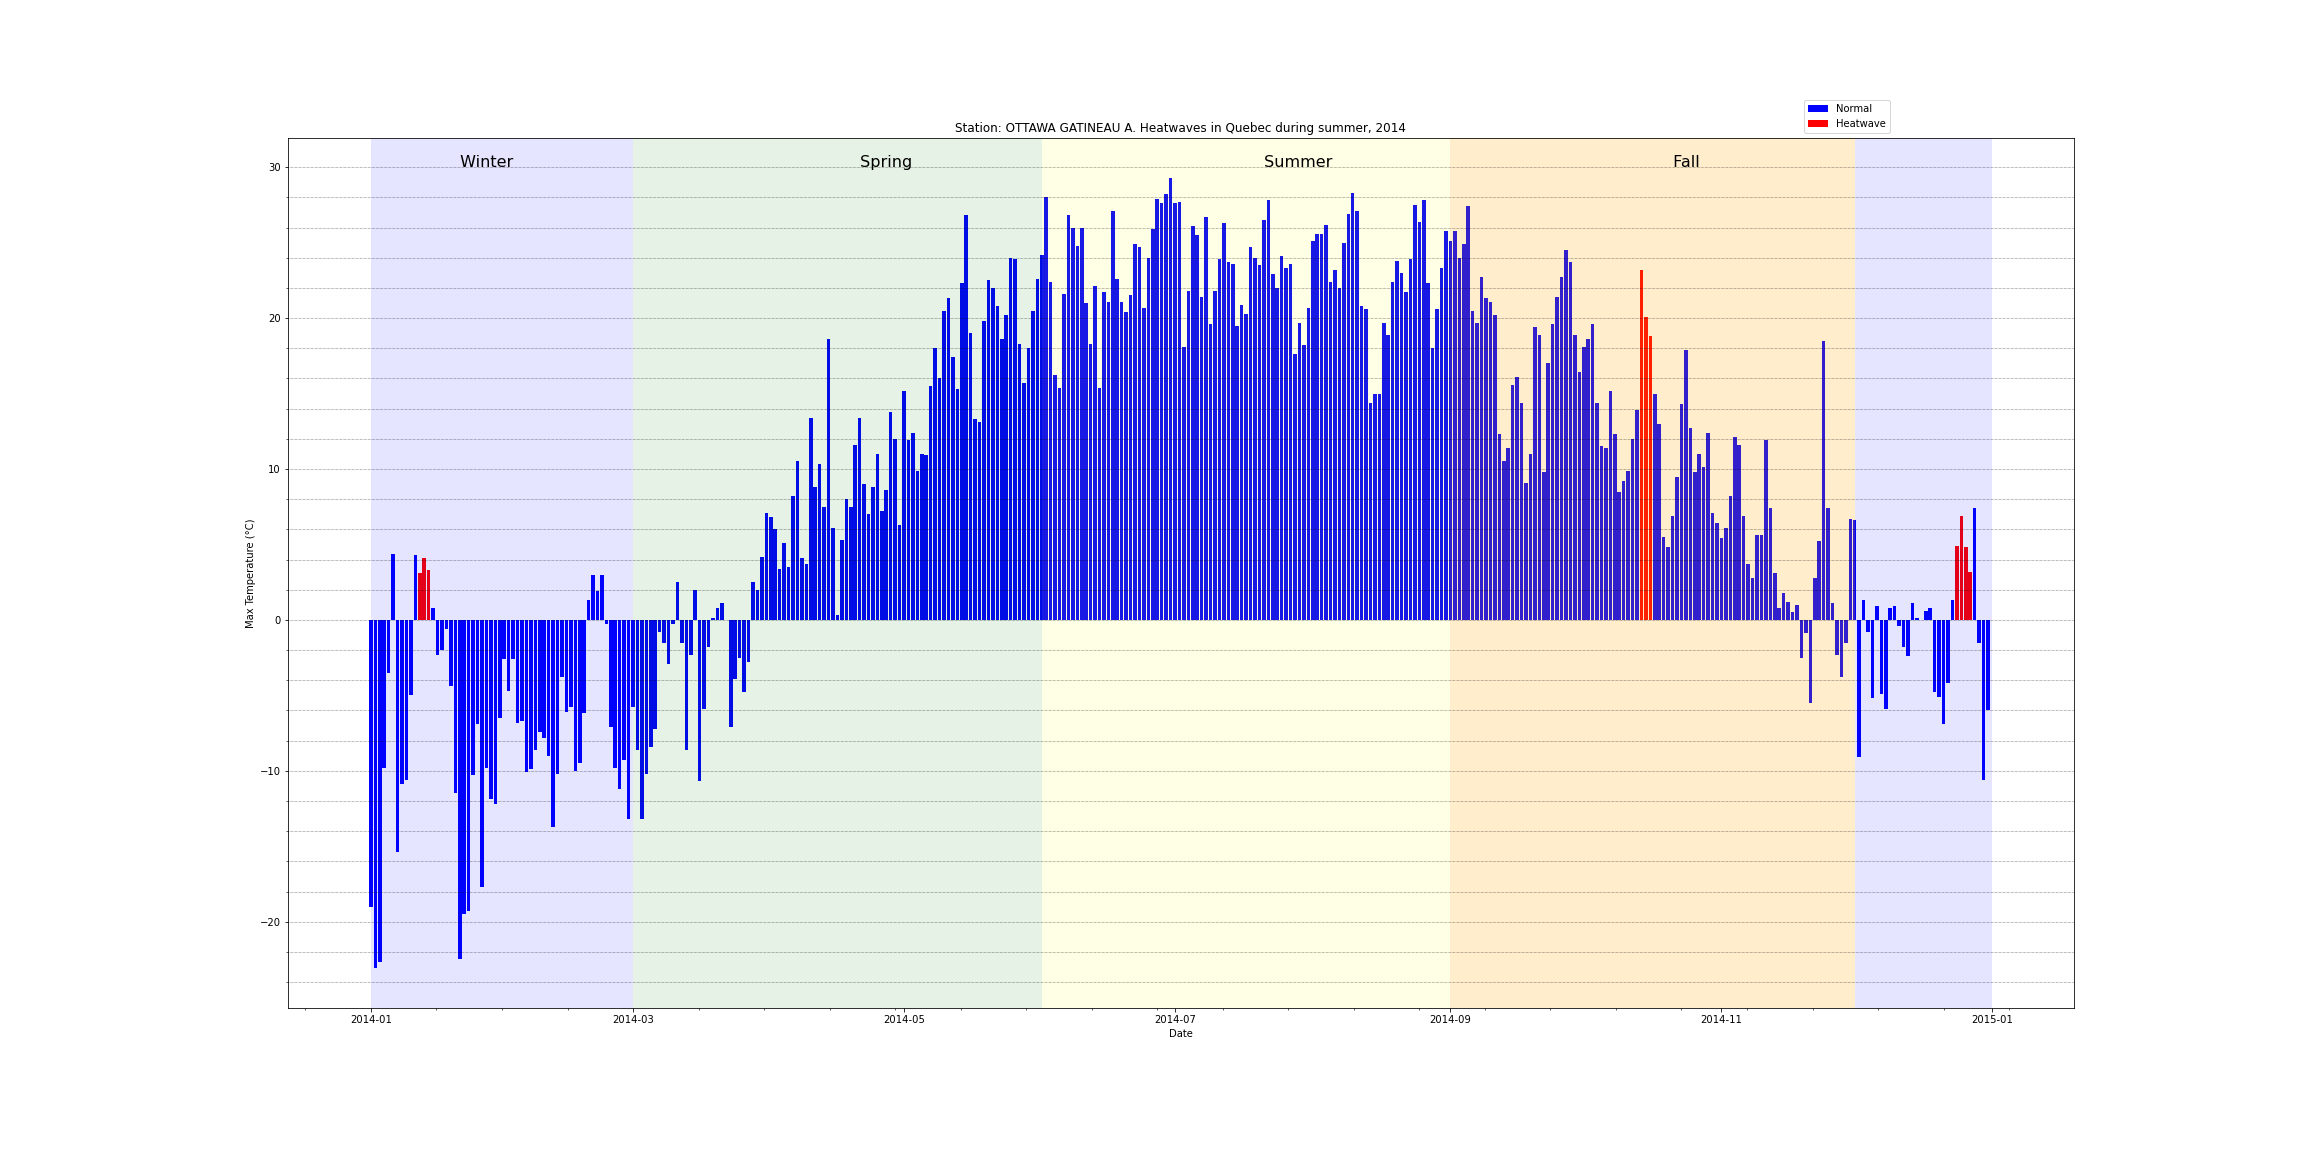 Normal
Heatwave
Station: OTTAWA GATINEAU A. Heatwaves in Quebec during summer, 2014
Winter Spring Summer Fall
30
20
10
0
−10
−20
Max Temperature (°C)
2014-01 2014-03 2014-05 2014-07 2014-09 2014-11 2015-01
Date